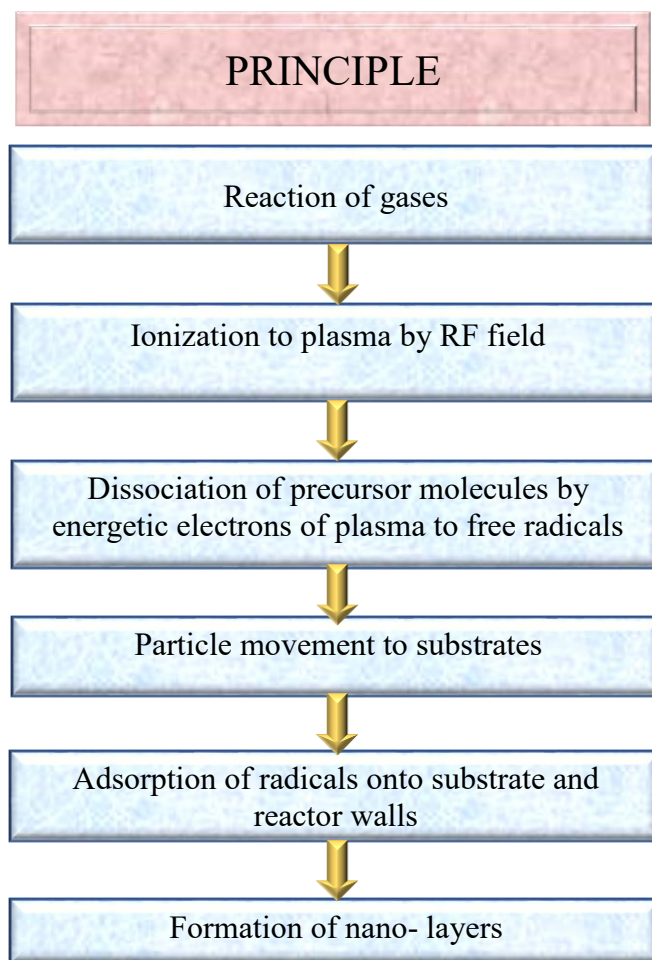 PRINCIPLE
Reaction of gases
Ionization to plasma by RF field
Dissociation of precursor molecules by
energetic electrons of plasma to free radicals
Particle movement to substrates
Adsorption of radicals onto substrate and
reactor walls
Formation of nano- layers